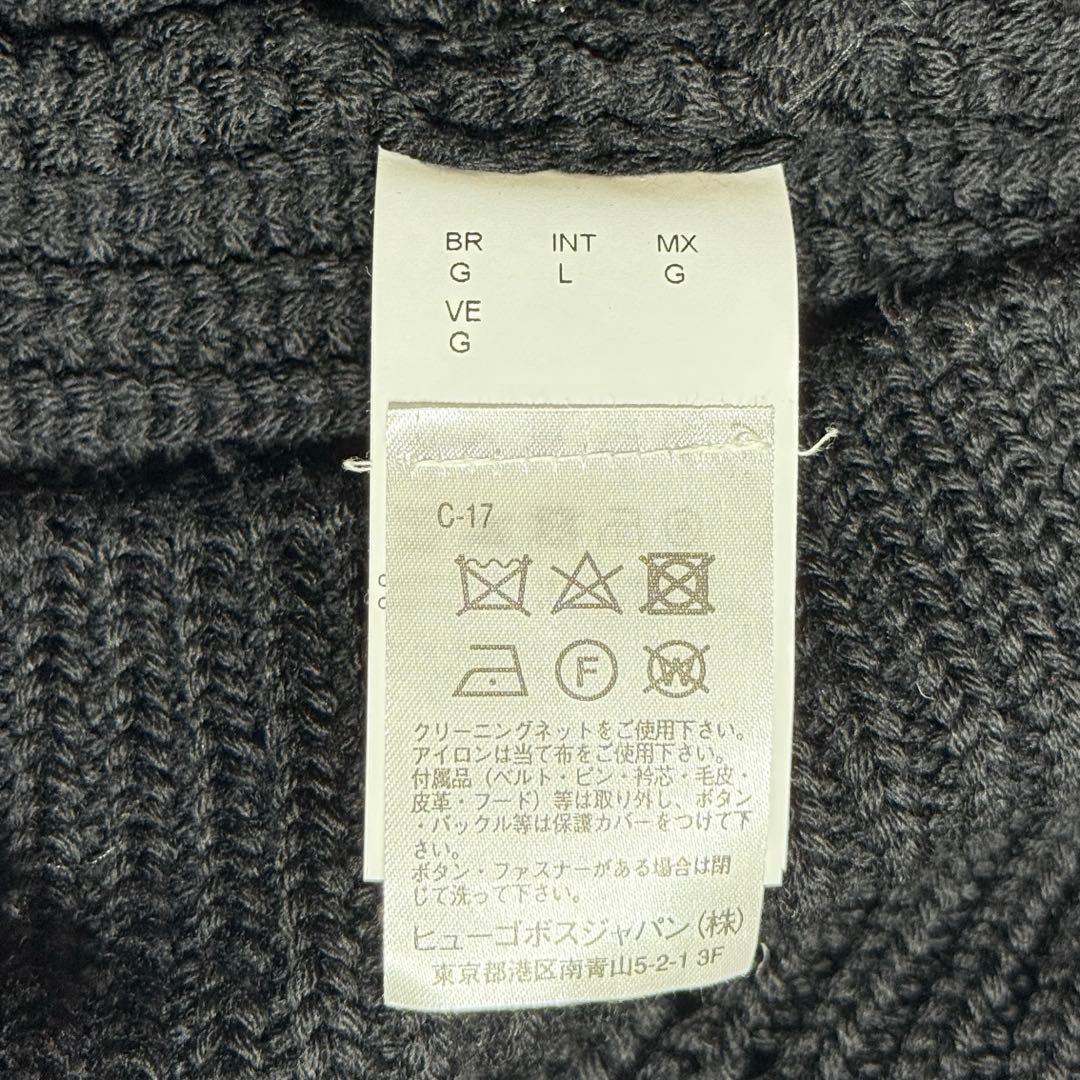 BR INT MX
G L G
VE
G
C-17
F W
クリーニングネットをご使用下さい。
アイロンは当て布をご使用下さい。
付属品（ベルト・ピン・衿芯・毛皮・
皮革・フード）等は取り外し、ボタン
・バックル等は保護カバーをつけて下
さい。
ボタン・ファスナーがある場合は閉
じて洗って下さい。
ヒューゴボスジャパン（株）
東京都港区南青山5-2-1 3F